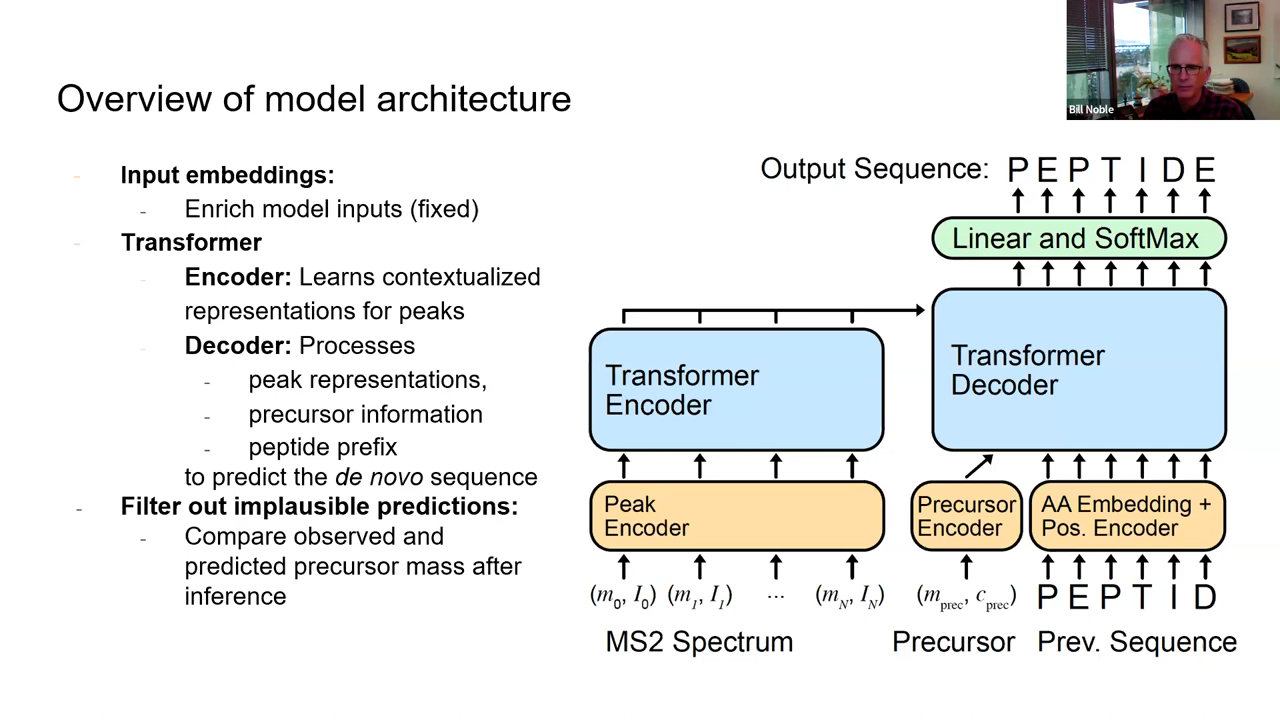 Bill Noble
Overview of model architecture
- Input embeddings:
- Enrich model inputs (fixed)
- Transformer
- Encoder: Learns contextualized
representations for peaks
- Decoder: Processes
- peak representations,
- precursor information
- peptide prefix
to predict the de novo sequence
- Filter out implausible predictions:
- Compare observed and
predicted precursor mass after
inference
Output Sequence: P E P T I D E
Linear and SoftMax
Transformer
Decoder
Transformer
Encoder
Peak
Encoder
Precursor
Encoder
AA Embedding +
Pos. Encoder
(m0, I0) (m1, I1) ... (mN, IN)
(mprec, cprec)
P E P T I D
MS2 Spectrum
Precursor
Prev. Sequence